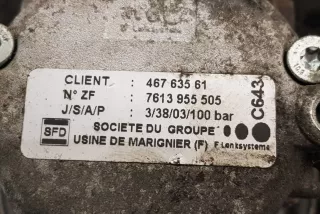 CLIENT : 467 635 61
N° ZF : 7613 955 505
J/S/A/P : 3/38/03/100 bar
C643
SFD SOCIETE DU GROUPE
USINE DE MARIGNIER (F) F Lenksysteme